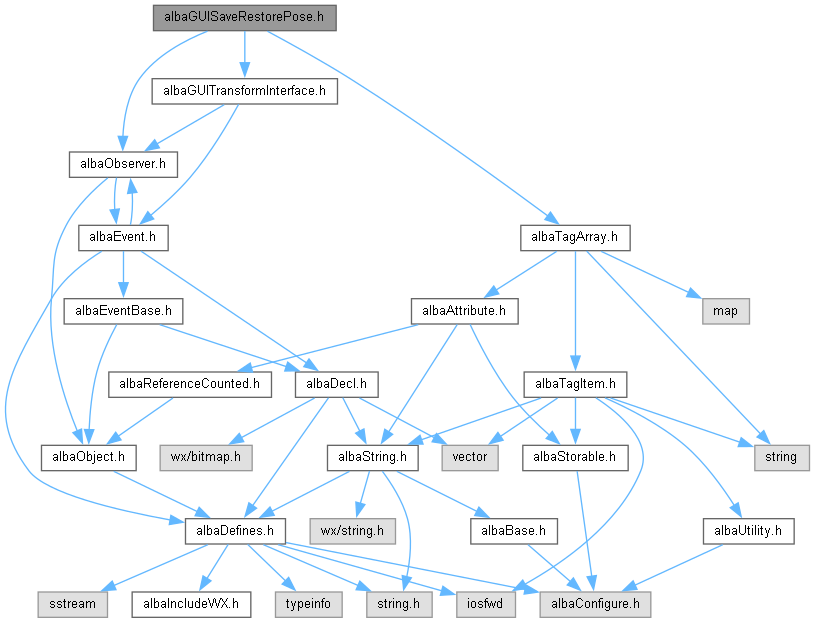 albaGUISaveRestorePose.h
albaGUITransformInterface.h
albaObserver.h
albaEvent.h
albaTagArray.h
albaEventBase.h
albaAttribute.h
map
albaReferenceCounted.h
albaDecl.h
albaTagItem.h
albaObject.h
wx/bitmap.h
albaString.h
vector
albaStorable.h
string
albaDefines.h
wx/string.h
albaBase.h
albaUtility.h
sstream
albaIncludeWX.h
typeinfo
string.h
iosfwd
albaConfigure.h